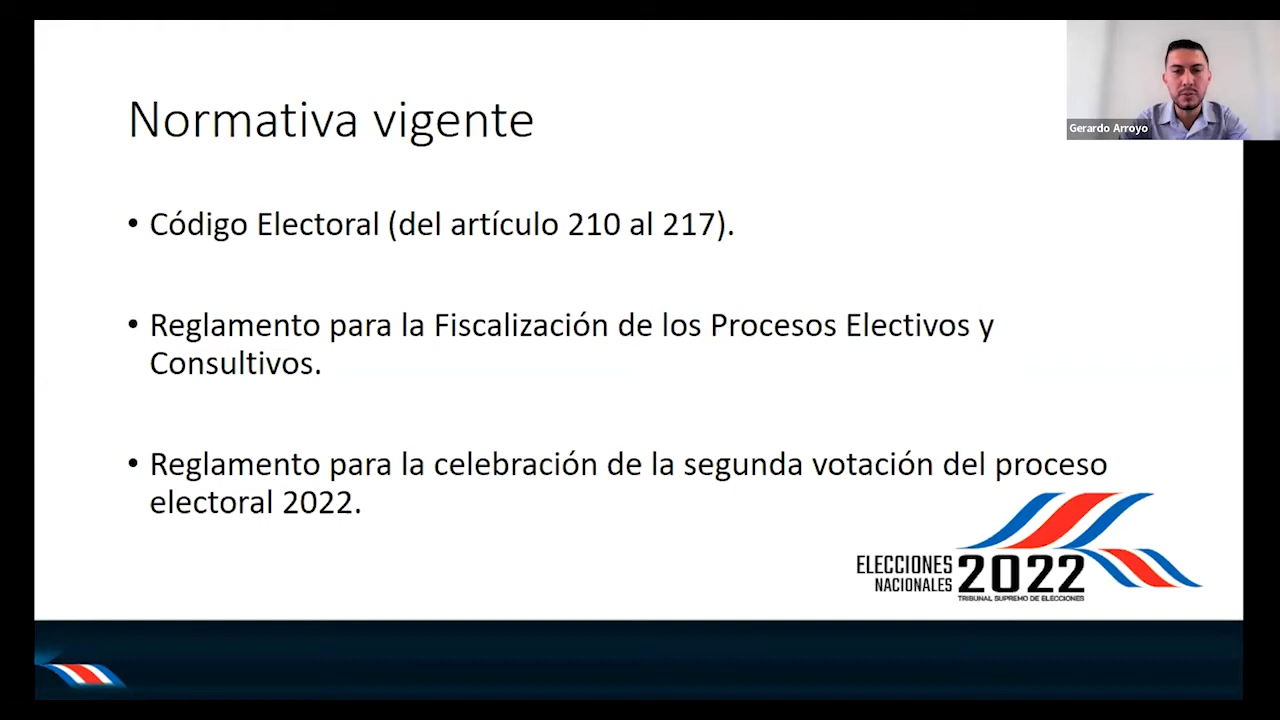 Normativa vigente
Gerardo Arroyo
• Código Electoral (del artículo 210 al 217).
• Reglamento para la Fiscalización de los Procesos Electivos y
Consultivos.
• Reglamento para la celebración de la segunda votación del proceso
electoral 2022.
ELECCIONES
NACIONALES
2022
TRIBUNAL SUPREMO DE ELECCIONES